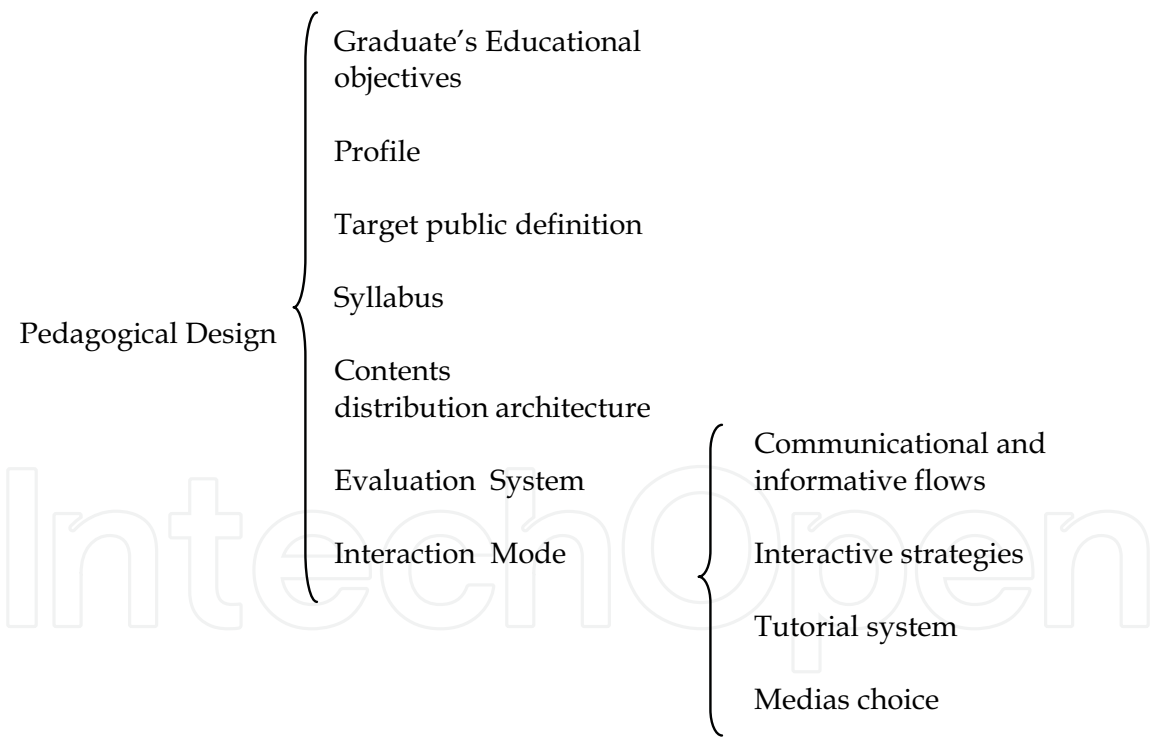 Graduate’s Educational
objectives
Profile
Target public definition
Syllabus
Pedagogical Design
Contents
distribution architecture
Evaluation System
Interaction Mode
Communicational and
informative flows
Interactive strategies
Tutorial system
Medias choice
IntechOpen